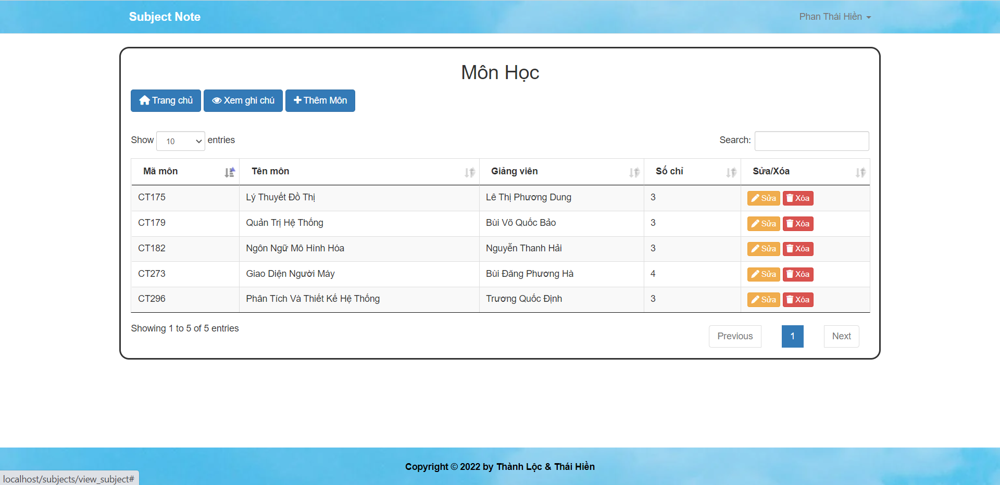 Subject Note Phan Thái Hiền
Môn Học
Trang chủ Xem ghi chú Thêm Môn
Show 10 entries Search:
Mã môn Tên môn Giảng viên Số chỉ Sửa/Xóa
CT175 Lý Thuyết Đồ Thị Lê Thị Phương Dung 3 Sửa Xóa
CT179 Quản Trị Hệ Thống Bùi Võ Quốc Bảo 3 Sửa Xóa
CT182 Ngôn Ngữ Mô Hình Hóa Nguyễn Thanh Hải 3 Sửa Xóa
CT273 Giao Diện Người Máy Bùi Đăng Phương Hà 4 Sửa Xóa
CT296 Phân Tích Và Thiết Kế Hệ Thống Trương Quốc Định 3 Sửa Xóa
Showing 1 to 5 of 5 entries Previous 1 Next
Copyright © 2022 by Thành Lộc & Thái Hiền
localhost/subjects/view_subject#